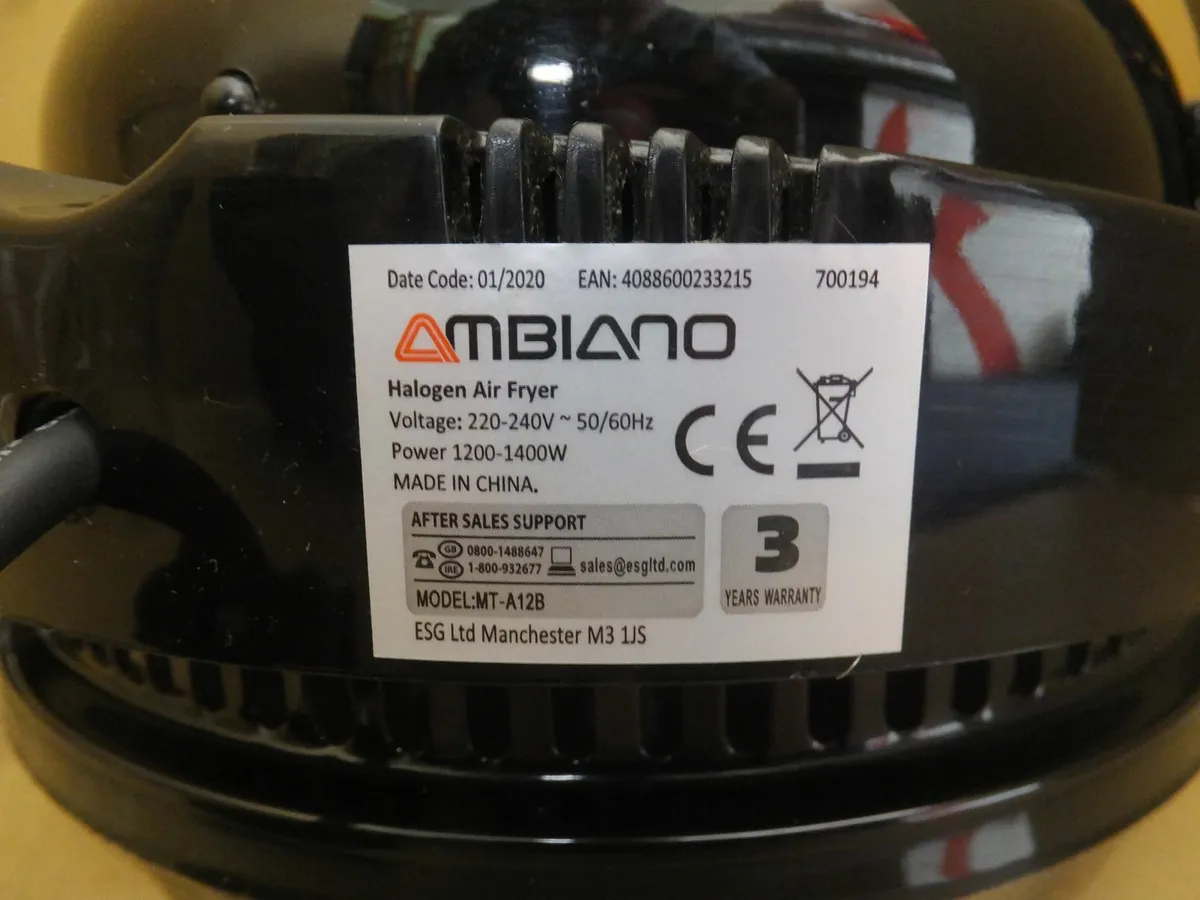 Date Code: 01/2020 EAN: 4088600233215 700194
AMBIANO
Halogen Air Fryer
Voltage: 220-240V ~ 50/60Hz
Power 1200-1400W
MADE IN CHINA.
CE
AFTER SALES SUPPORT
GB 0800-1488647
IRE 1-800-932677
sales@esgltd.com
MODEL:MT-A12B
3
YEARS WARRANTY
ESG Ltd Manchester M3 1JS